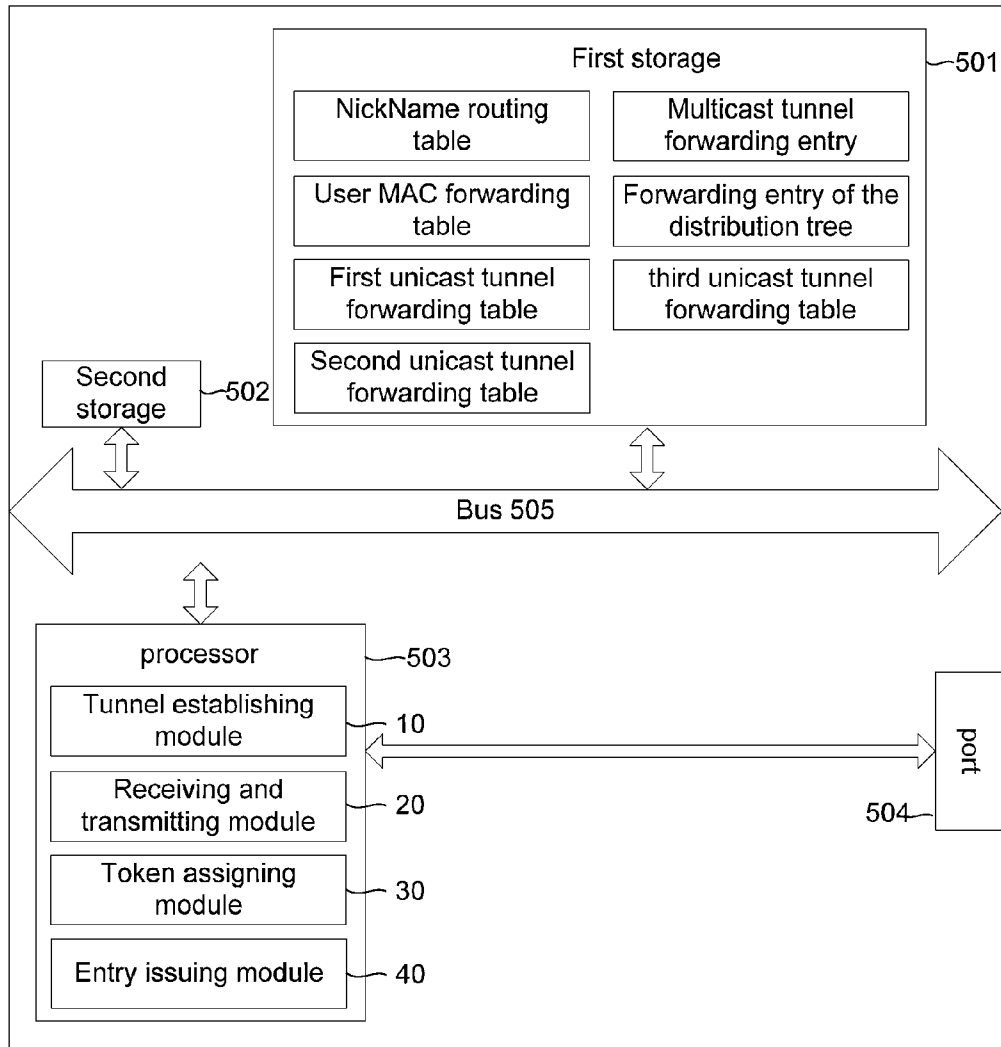 First storage
501
NickName routing
table
Multicast tunnel
forwarding entry
User MAC forwarding
table
Forwarding entry of the
distribution tree
First unicast tunnel
forwarding table
third unicast tunnel
forwarding table
Second unicast tunnel
forwarding table
Second
storage
502
Bus 505
processor
503
Tunnel establishing
module
10
Receiving and
transmitting module
20
Token assigning
module
30
Entry issuing module
40
port
504